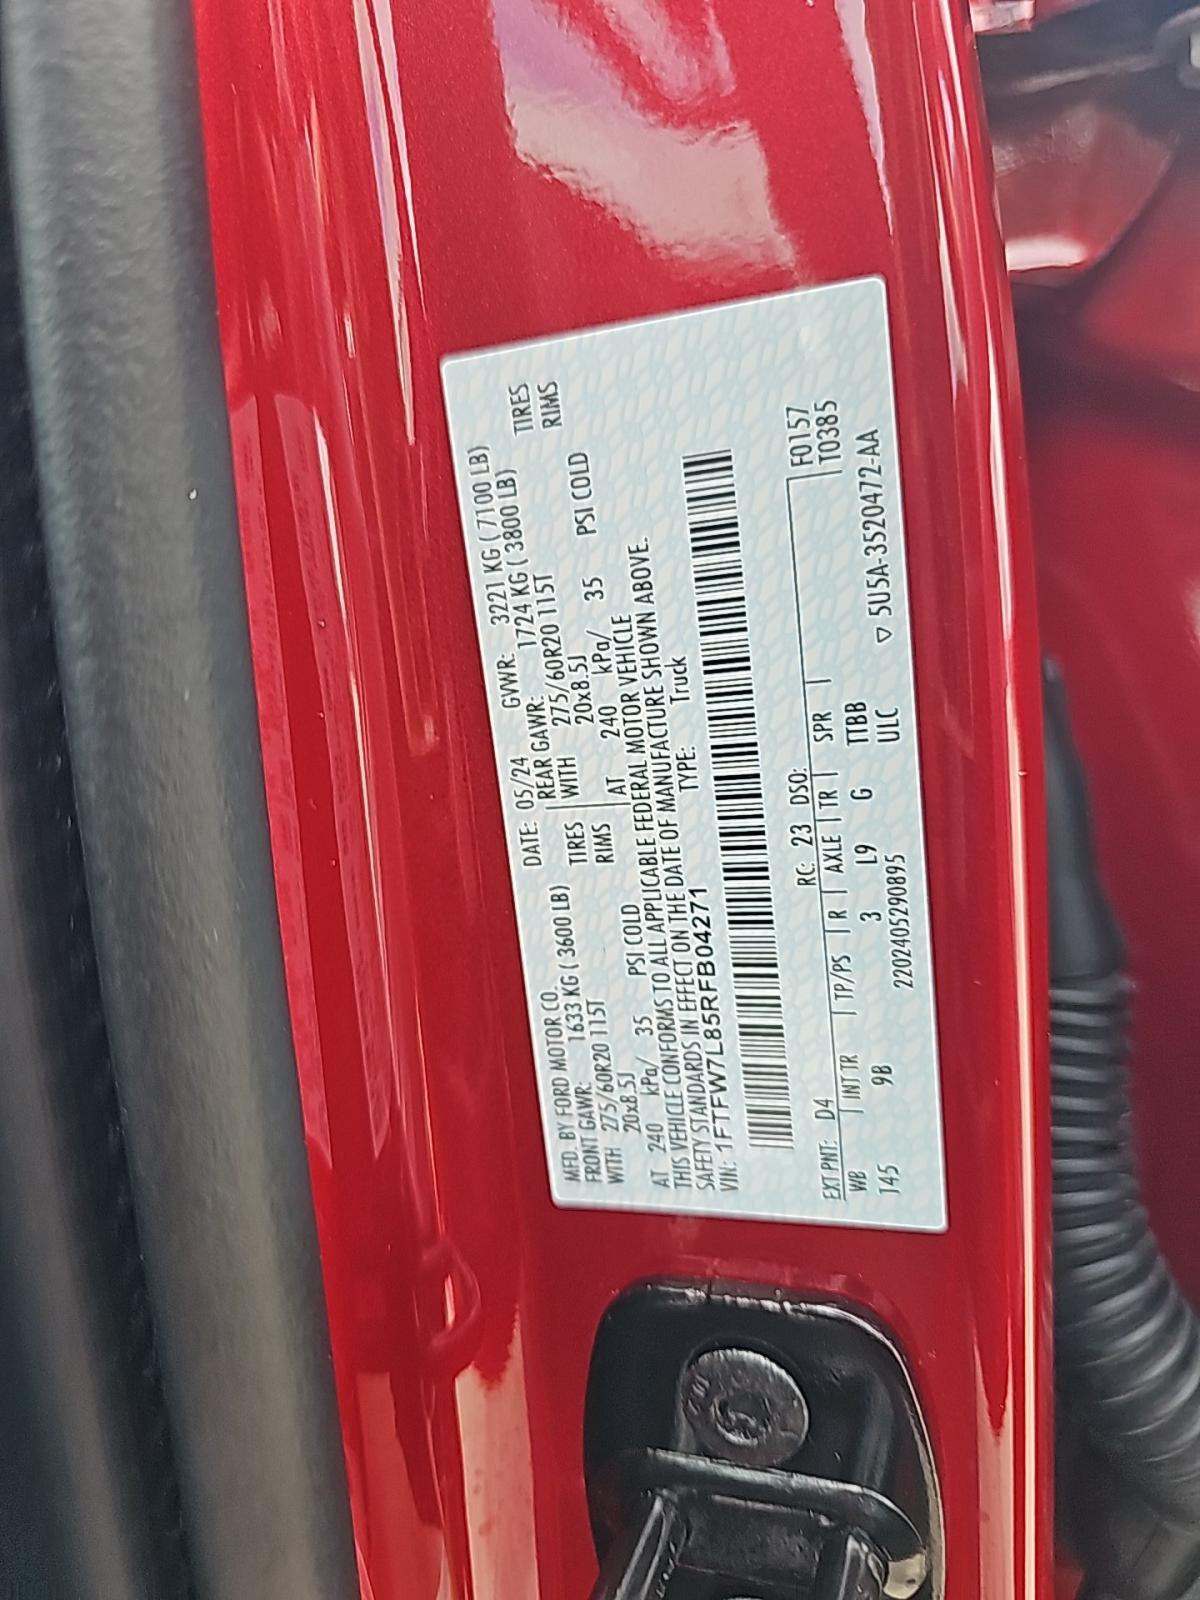 MFD. BY FORD MOTOR CO. DATE: 05/24 GVWR: 3221 KG ( 7100 LB)
FRONT GAWR: 1633 KG ( 3600 LB) REAR GAWR: 1724 KG ( 3800 LB)
WITH 275/60R20 115T TIRES WITH 275/60R20 115T TIRES
20x8.5J RIMS 20x8.5J RIMS
AT 240 kPa/ 35 PSI COLD AT 240 kPa/ 35 PSI COLD
THIS VEHICLE CONFORMS TO ALL APPLICABLE FEDERAL MOTOR VEHICLE
SAFETY STANDARDS IN EFFECT ON THE DATE OF MANUFACTURE SHOWN ABOVE.
VIN: 1FTFW7L85RFB04271 TYPE: Truck
F0157
EXT PNT: D4 RC: 23 DSO: T0385
WB INT TR TP/PS R AXLE TR SPR
145 9B 3 L9 G TTBB
2202405290895 ULC ▽ 5U5A-3520472-AA